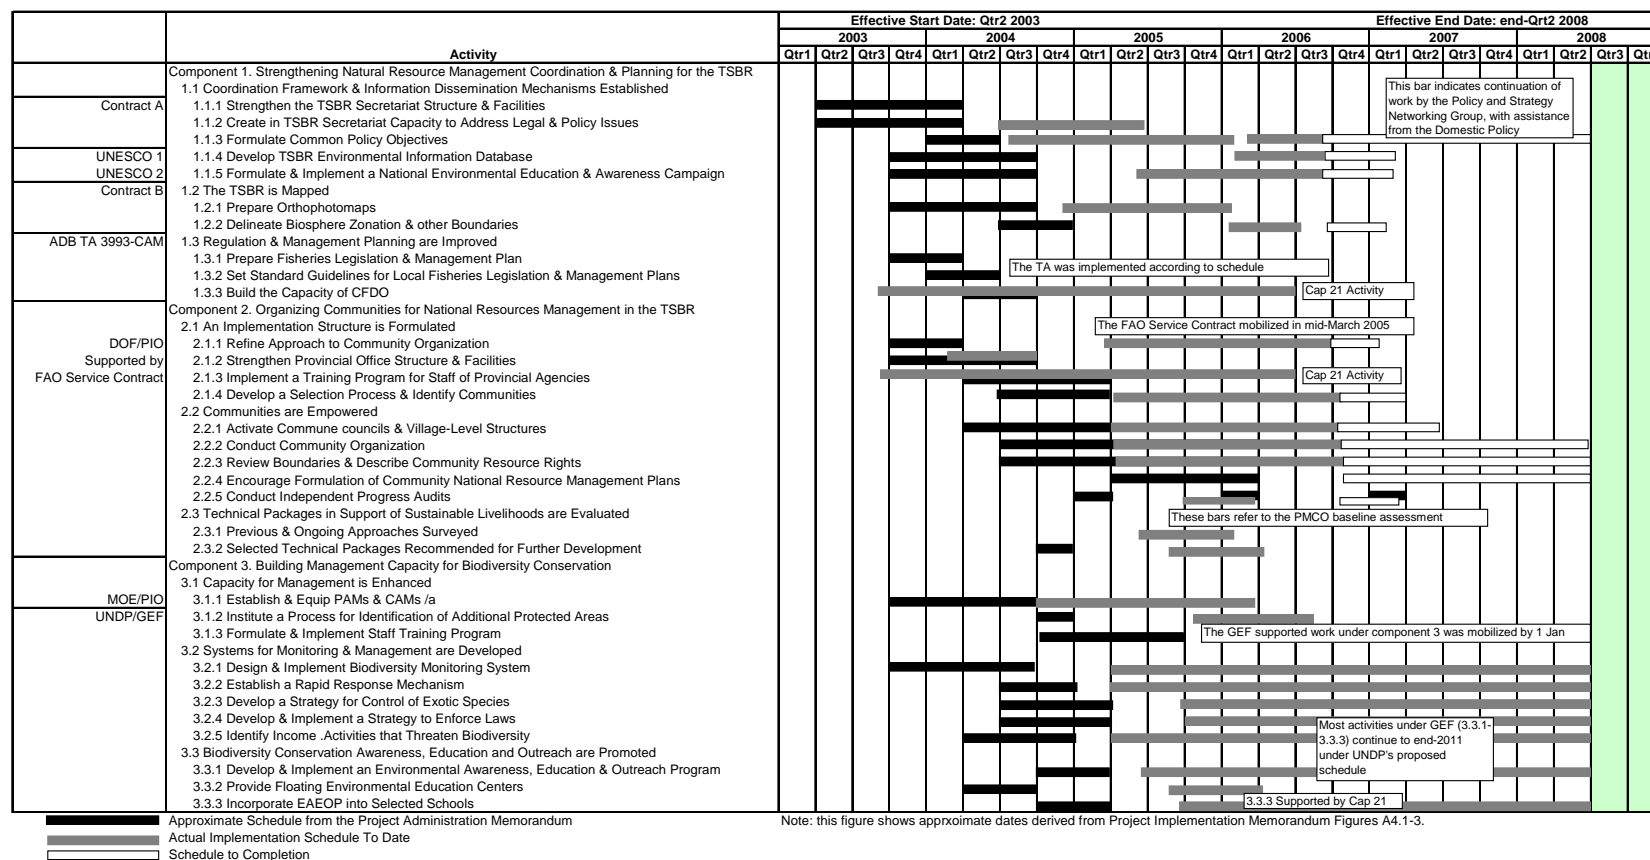 Effective Start Date: Qtr2 2003 Effective End Date: end-Qrt2 2008
2003 2004 2005 2006 2007 2008
Activity Qtr1 Qtr2 Qtr3 Qtr4 Qtr1 Qtr2 Qtr3 Qtr4 Qtr1 Qtr2 Qtr3 Qtr4 Qtr1 Qtr2 Qtr3 Qtr4 Qtr1 Qtr2 Qtr3 Qtr4 Qtr1 Qtr2 Qtr3
Component 1. Strengthening Natural Resource Management Coordination & Planning for the TSBR
1.1 Coordination Framework & Information Dissemination Mechanisms Established
This bar indicates continuation of
work by the Policy and Strategy
Networking Group, with assistance
from the Domestic Policy
Contract A 1.1.1 Strengthen the TSBR Secretariat Structure & Facilities
1.1.2 Create in TSBR Secretariat Capacity to Address Legal & Policy Issues
1.1.3 Formulate Common Policy Objectives
UNESCO 1 1.1.4 Develop TSBR Environmental Information Database
UNESCO 2 1.1.5 Formulate & Implement a National Environmental Education & Awareness Campaign
Contract B 1.2 The TSBR is Mapped
1.2.1 Prepare Orthophotomaps
1.2.2 Delineate Biosphere Zonation & other Boundaries
ADB TA 3993-CAM 1.3 Regulation & Management Planning are Improved
1.3.1 Prepare Fisheries Legislation & Management Plan
1.3.2 Set Standard Guidelines for Local Fisheries Legislation & Management Plans The TA was implemented according to schedule
1.3.3 Build the Capacity of CFDO Cap 21 Activity
Component 2. Organizing Communities for National Resources Management in the TSBR
2.1 An Implementation Structure is Formulated The FAO Service Contract mobilized in mid-March 2005
DOF/PIO 2.1.1 Refine Approach to Community Organization
Supported by 2.1.2 Strengthen Provincial Office Structure & Facilities
FAO Service Contract 2.1.3 Implement a Training Program for Staff of Provincial Agencies Cap 21 Activity
2.1.4 Develop a Selection Process & Identify Communities
2.2 Communities are Empowered
2.2.1 Activate Commune councils & Village-Level Structures
2.2.2 Conduct Community Organization
2.2.3 Review Boundaries & Describe Community Resource Rights
2.2.4 Encourage Formulation of Community National Resource Management Plans
2.2.5 Conduct Independent Progress Audits
2.3 Technical Packages in Support of Sustainable Livelihoods are Evaluated These bars refer to the PMCO baseline assessment
2.3.1 Previous & Ongoing Approaches Surveyed
2.3.2 Selected Technical Packages Recommended for Further Development
Component 3. Building Management Capacity for Biodiversity Conservation
3.1 Capacity for Management is Enhanced
MOE/PIO 3.1.1 Establish & Equip PAMs & CAMs /a
UNDP/GEF 3.1.2 Institute a Process for Identification of Additional Protected Areas
3.1.3 Formulate & Implement Staff Training Program The GEF supported work under component 3 was mobilized by 1 Jan
3.2 Systems for Monitoring & Management are Developed
3.2.1 Design & Implement Biodiversity Monitoring System
3.2.2 Establish a Rapid Response Mechanism
3.2.3 Develop a Strategy for Control of Exotic Species
3.2.4 Develop & Implement a Strategy to Enforce Laws
3.2.5 Identify Income .Activities that Threaten Biodiversity
Most activities under GEF (3.3.1-
3.3.3) continue to end-2011
under UNDP's proposed
schedule
3.3 Biodiversity Conservation Awareness, Education and Outreach are Promoted
3.3.1 Develop & Implement an Environmental Awareness, Education & Outreach Program
3.3.2 Provide Floating Environmental Education Centers
3.3.3 Incorporate EAEOP into Selected Schools 3.3.3 Supported by Cap 21
Approximate Schedule from the Project Administration Memorandum Note: this figure shows apprxoimate dates derived from Project Implementation Memorandum Figures A4.1-3.
Actual Implementation Schedule To Date
Schedule to Completion